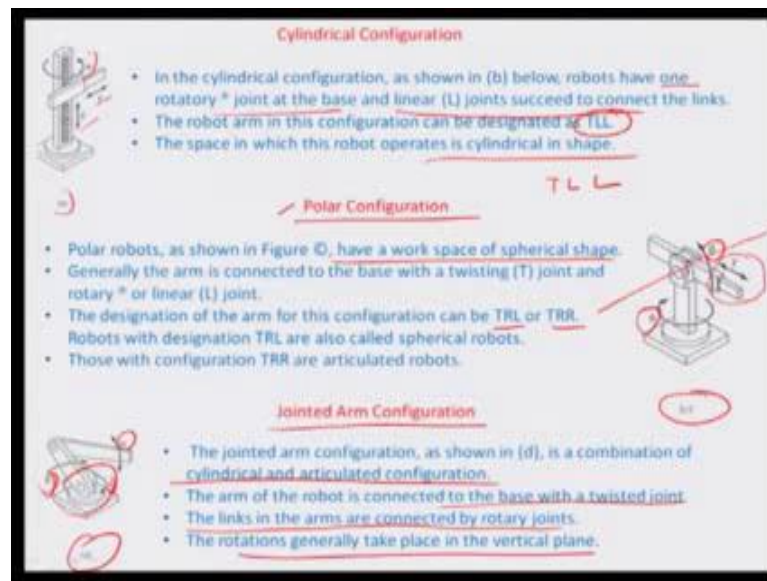 Cylindrical Configuration
• In the cylindrical configuration, as shown in (b) below, robots have one
rotatory * joint at the base and linear (L) joints succeed to connect the links.
• The robot arm in this configuration can be designated as TLL.
• The space in which this robot operates is cylindrical in shape.
TLL
Polar Configuration
• Polar robots, as shown in Figure ©, have a work space of spherical shape.
• Generally the arm is connected to the base with a twisting (T) joint and
rotary * or linear (L) joint.
• The designation of the arm for this configuration can be TRL or TRR.
Robots with designation TRL are also called spherical robots.
• Those with configuration TRR are articulated robots.
Jointed Arm Configuration
• The jointed arm configuration, as shown in (d), is a combination of
cylindrical and articulated configuration.
• The arm of the robot is connected to the base with a twisted joint.
• The links in the arms are connected by rotary joints.
• The rotations generally take place in the vertical plane.